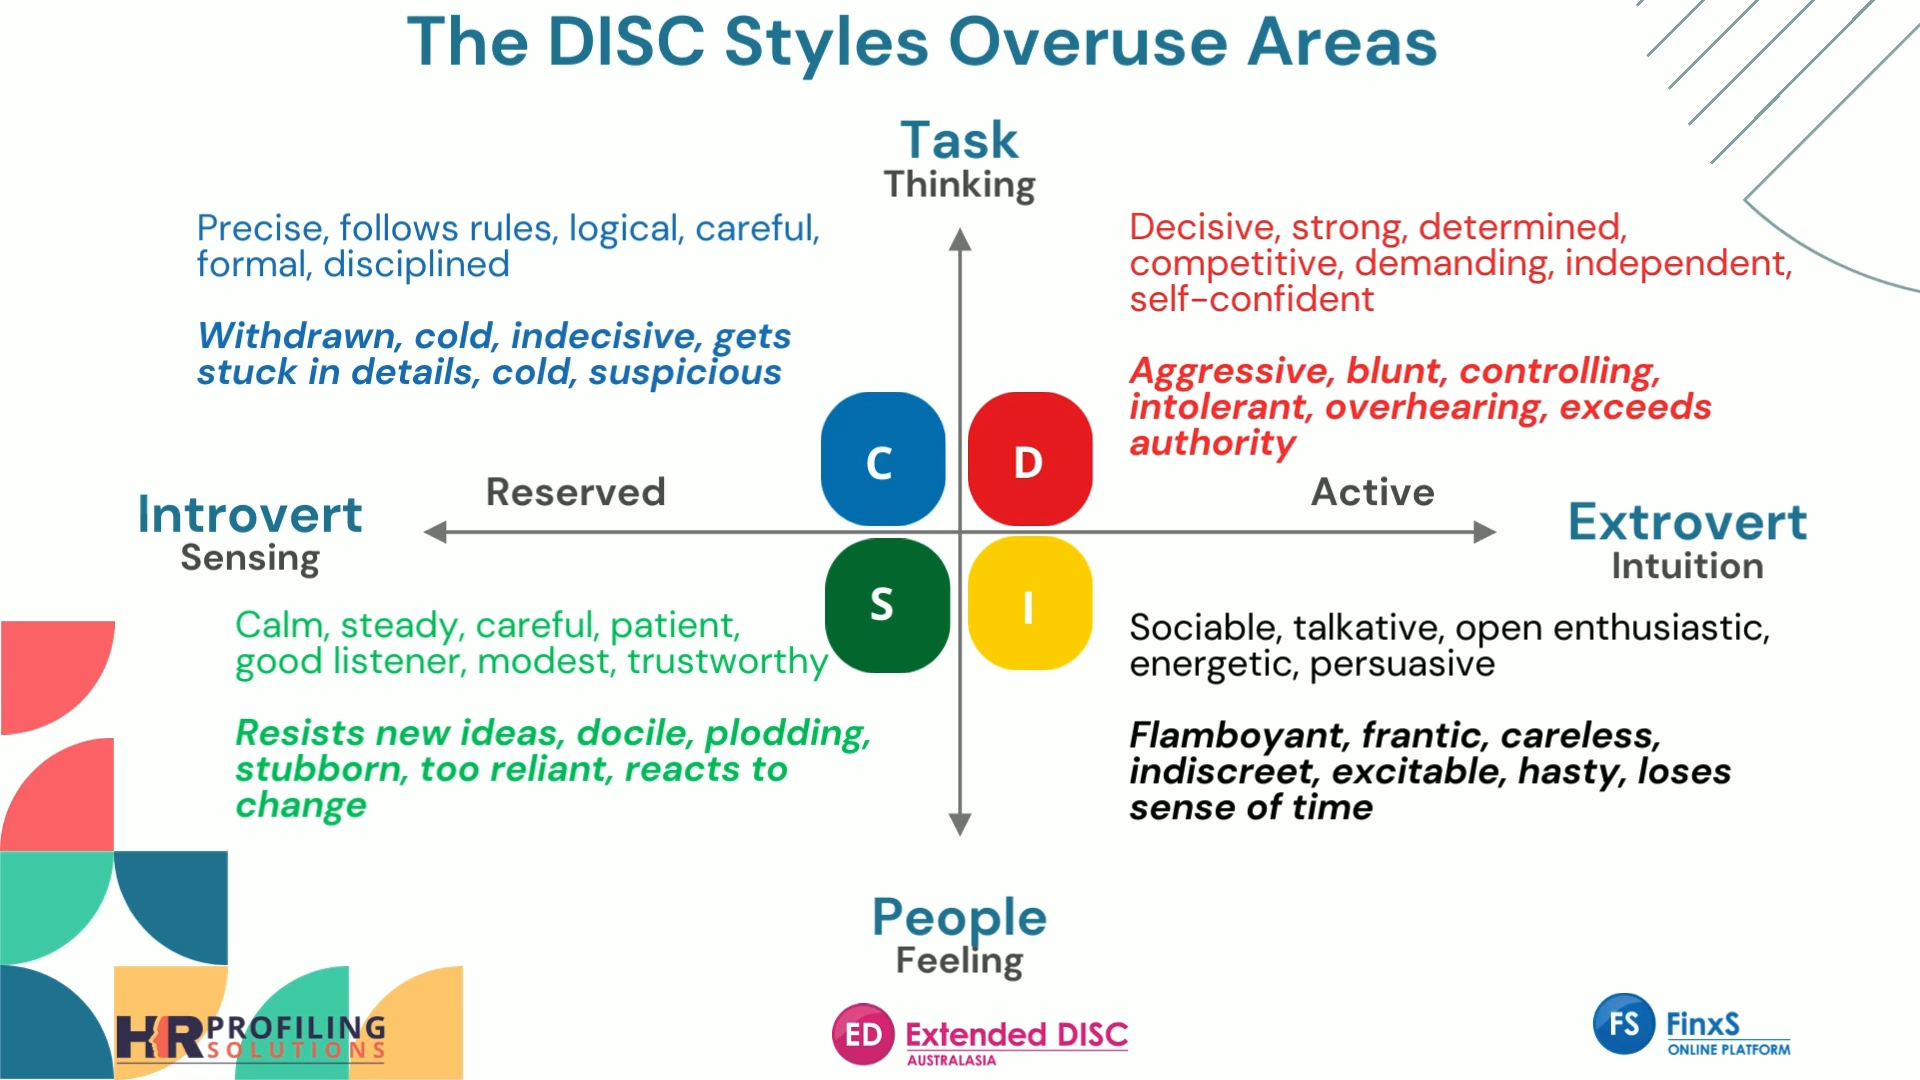 The DISC Styles Overuse Areas
Task
Thinking
Precise, follows rules, logical, careful,
formal, disciplined
Withdrawn, cold, indecisive, gets
stuck in details, cold, suspicious
Decisive, strong, determined,
competitive, demanding, independent,
self-confident
Aggressive, blunt, controlling,
intolerant, overhearing, exceeds
authority
C
D
Reserved
Active
Introvert
Sensing
Extrovert
Intuition
S
I
Calm, steady, careful, patient,
good listener, modest, trustworthy
Resists new ideas, docile, plodding,
stubborn, too reliant, reacts to
change
Sociable, talkative, open enthusiastic,
energetic, persuasive
Flamboyant, frantic, careless,
indiscreet, excitable, hasty, loses
sense of time
People
Feeling
HR PROFILING
SOLUTIONS
ED Extended DISC
AUSTRALASIA
FS FinxS
ONLINE PLATFORM